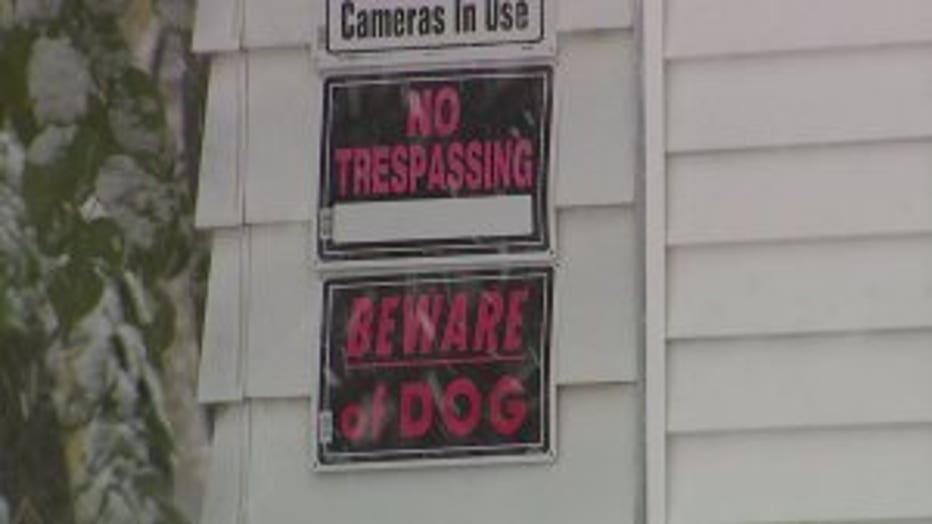 Cameras In Use
NO
TRESPASSING
BEWARE
of DOG